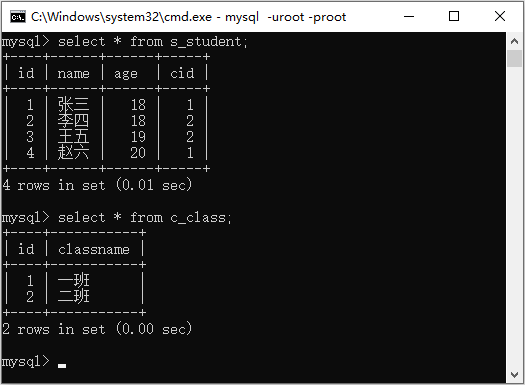 C:\Windows\system32\cmd.exe - mysql  -uroot -proot
mysql> select * from s_student;
+----+------+------+-----+
| id | name | age  | cid |
+----+------+------+-----+
|  1 | 张三 |   18 |   1 |
|  2 | 李四 |   18 |   2 |
|  3 | 王五 |   19 |   2 |
|  4 | 赵六 |   20 |   1 |
+----+------+------+-----+
4 rows in set (0.01 sec)
mysql> select * from c_class;
+----+-----------+
| id | classname |
+----+-----------+
|  1 | 一班      |
|  2 | 二班      |
+----+-----------+
2 rows in set (0.00 sec)
mysql>